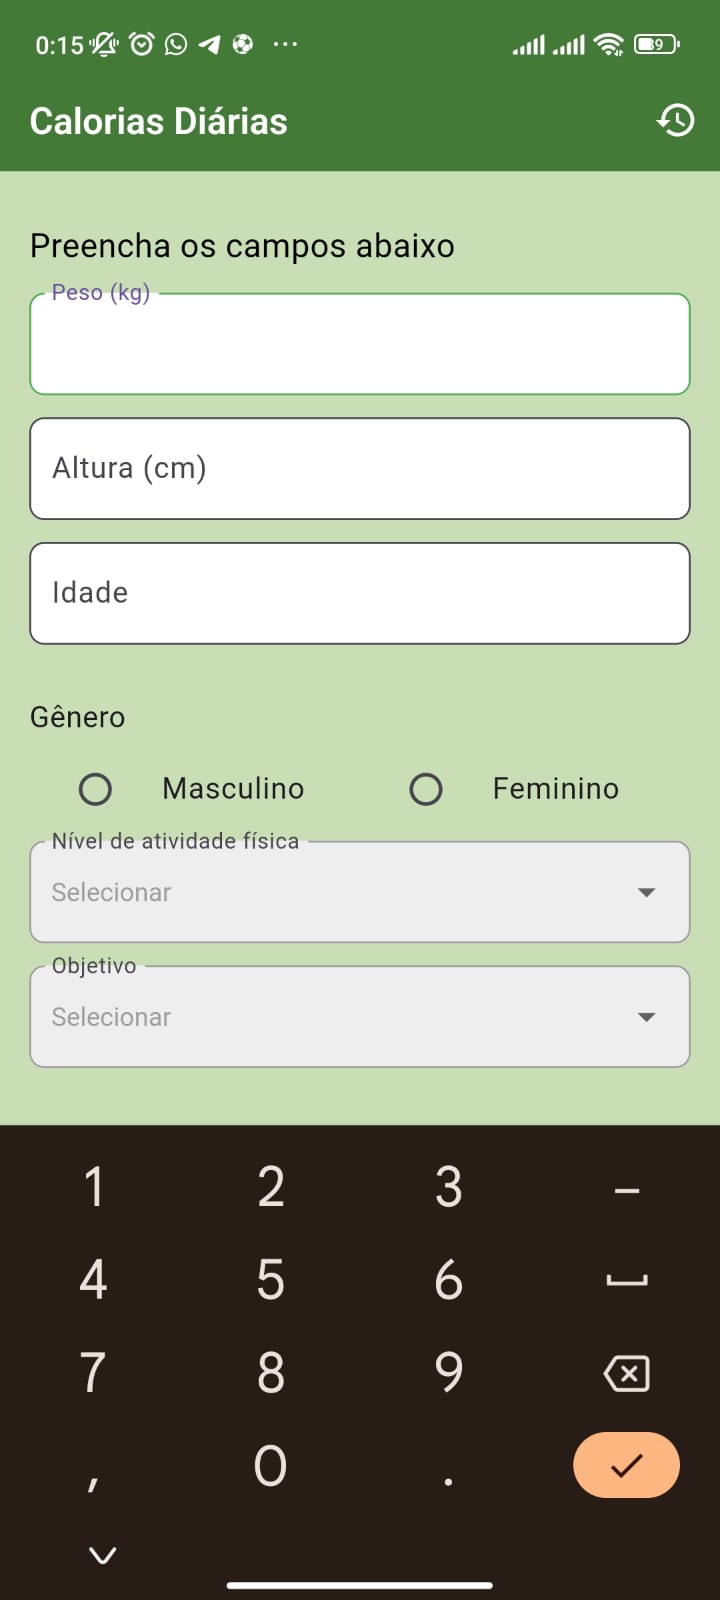 0:15
39
Calorias Diárias
Preencha os campos abaixo
Peso (kg)
Altura (cm)
Idade
Gênero
Masculino Feminino
Nível de atividade física
Selecionar
Objetivo
Selecionar
1 2 3 –
4 5 6
7 8 9
, 0 .